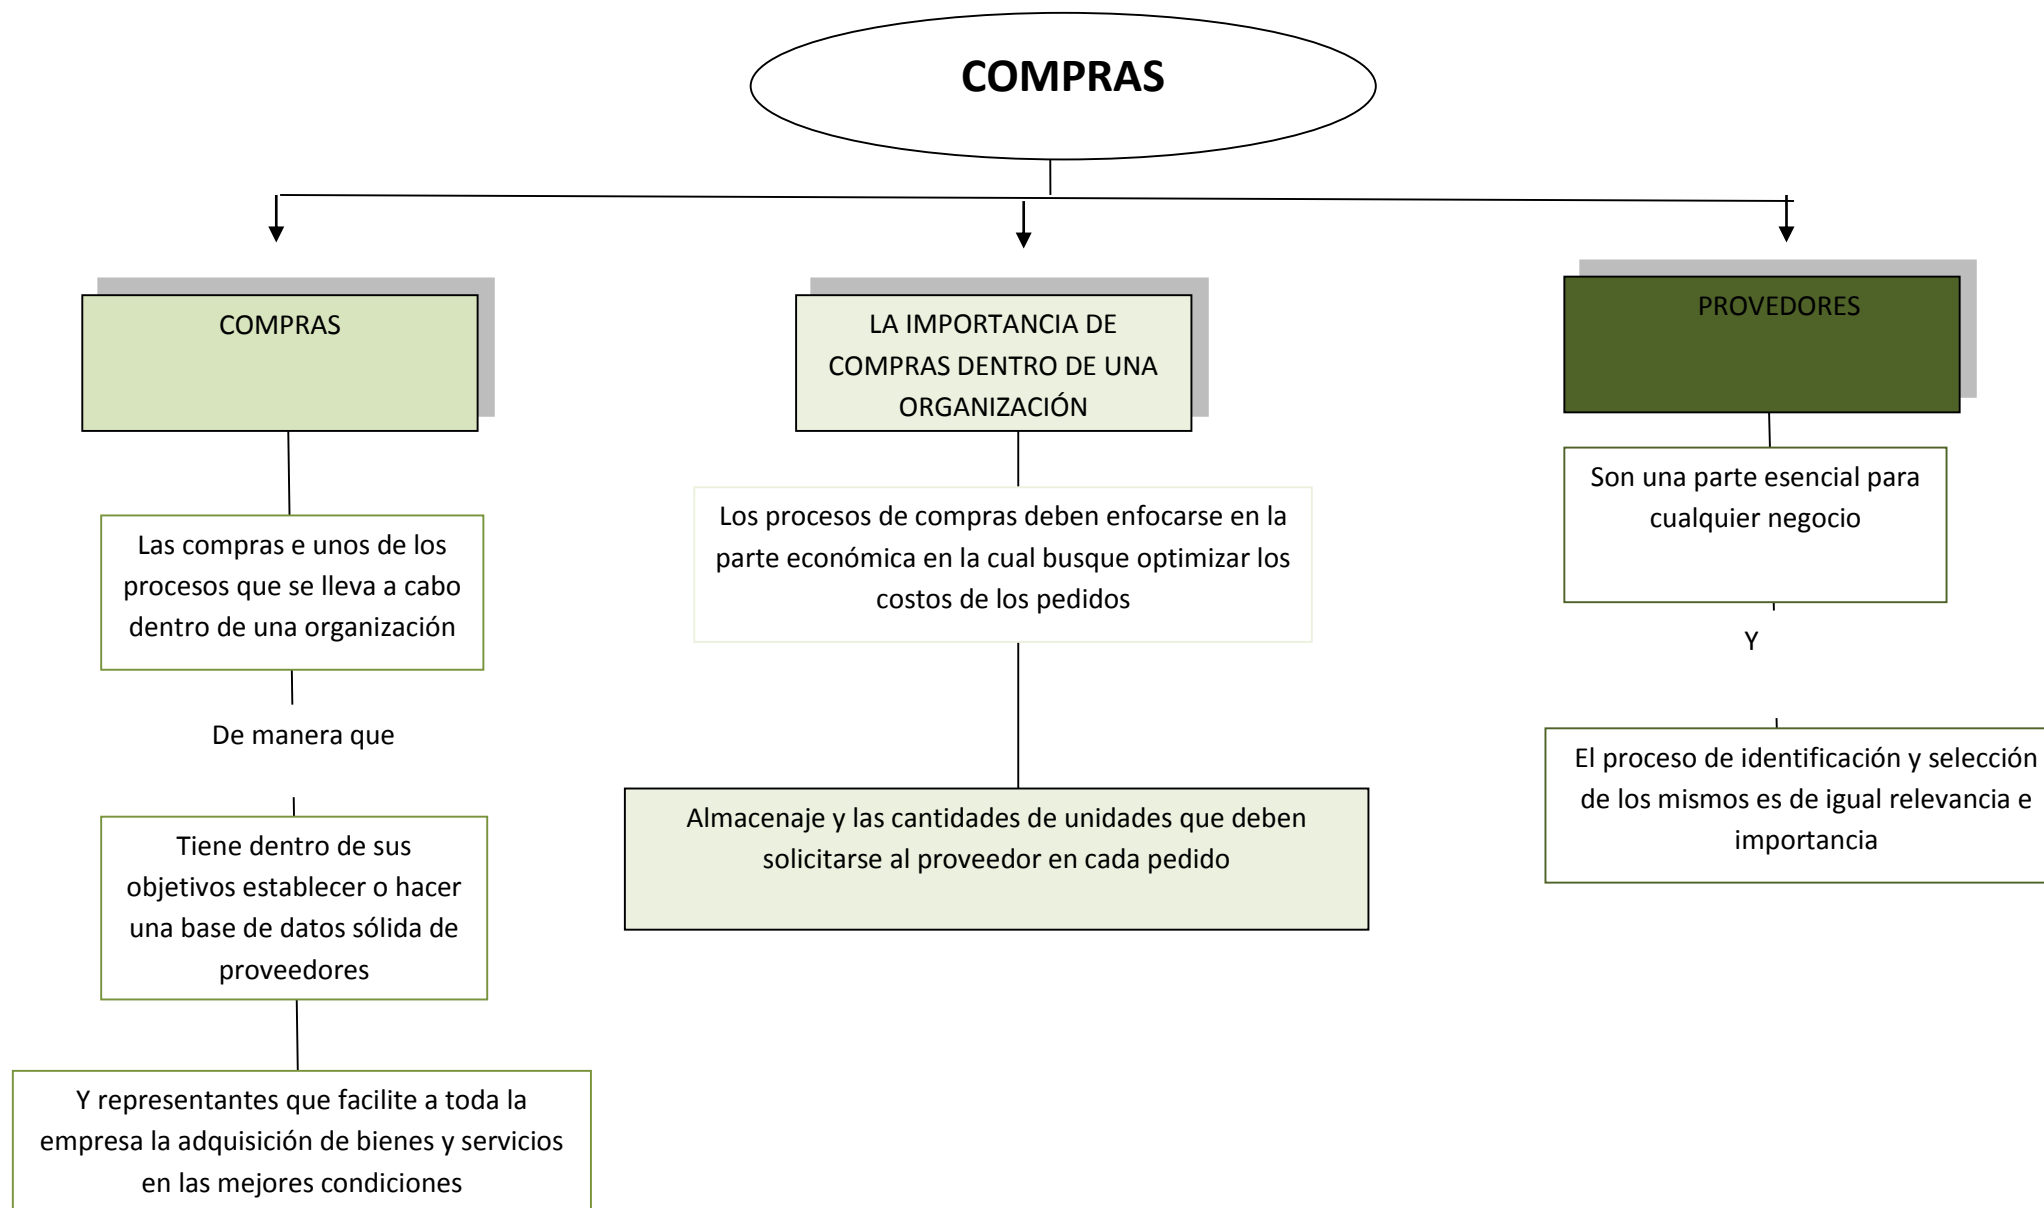 COMPRAS
COMPRAS
Las compras e unos de los
procesos que se lleva a cabo
dentro de una organización
De manera que
Tiene dentro de sus
objetivos establecer o hacer
una base de datos sólida de
proveedores
Y representantes que facilite a toda la
empresa la adquisición de bienes y servicios
en las mejores condiciones
LA IMPORTANCIA DE
COMPRAS DENTRO DE UNA
ORGANIZACIÓN
Los procesos de compras deben enfocarse en la
parte económica en la cual busque optimizar los
costos de los pedidos
Almacenaje y las cantidades de unidades que deben
solicitarse al proveedor en cada pedido
PROVEDORES
Son una parte esencial para
cualquier negocio
Y
El proceso de identificación y selección
de los mismos es de igual relevancia e
importancia